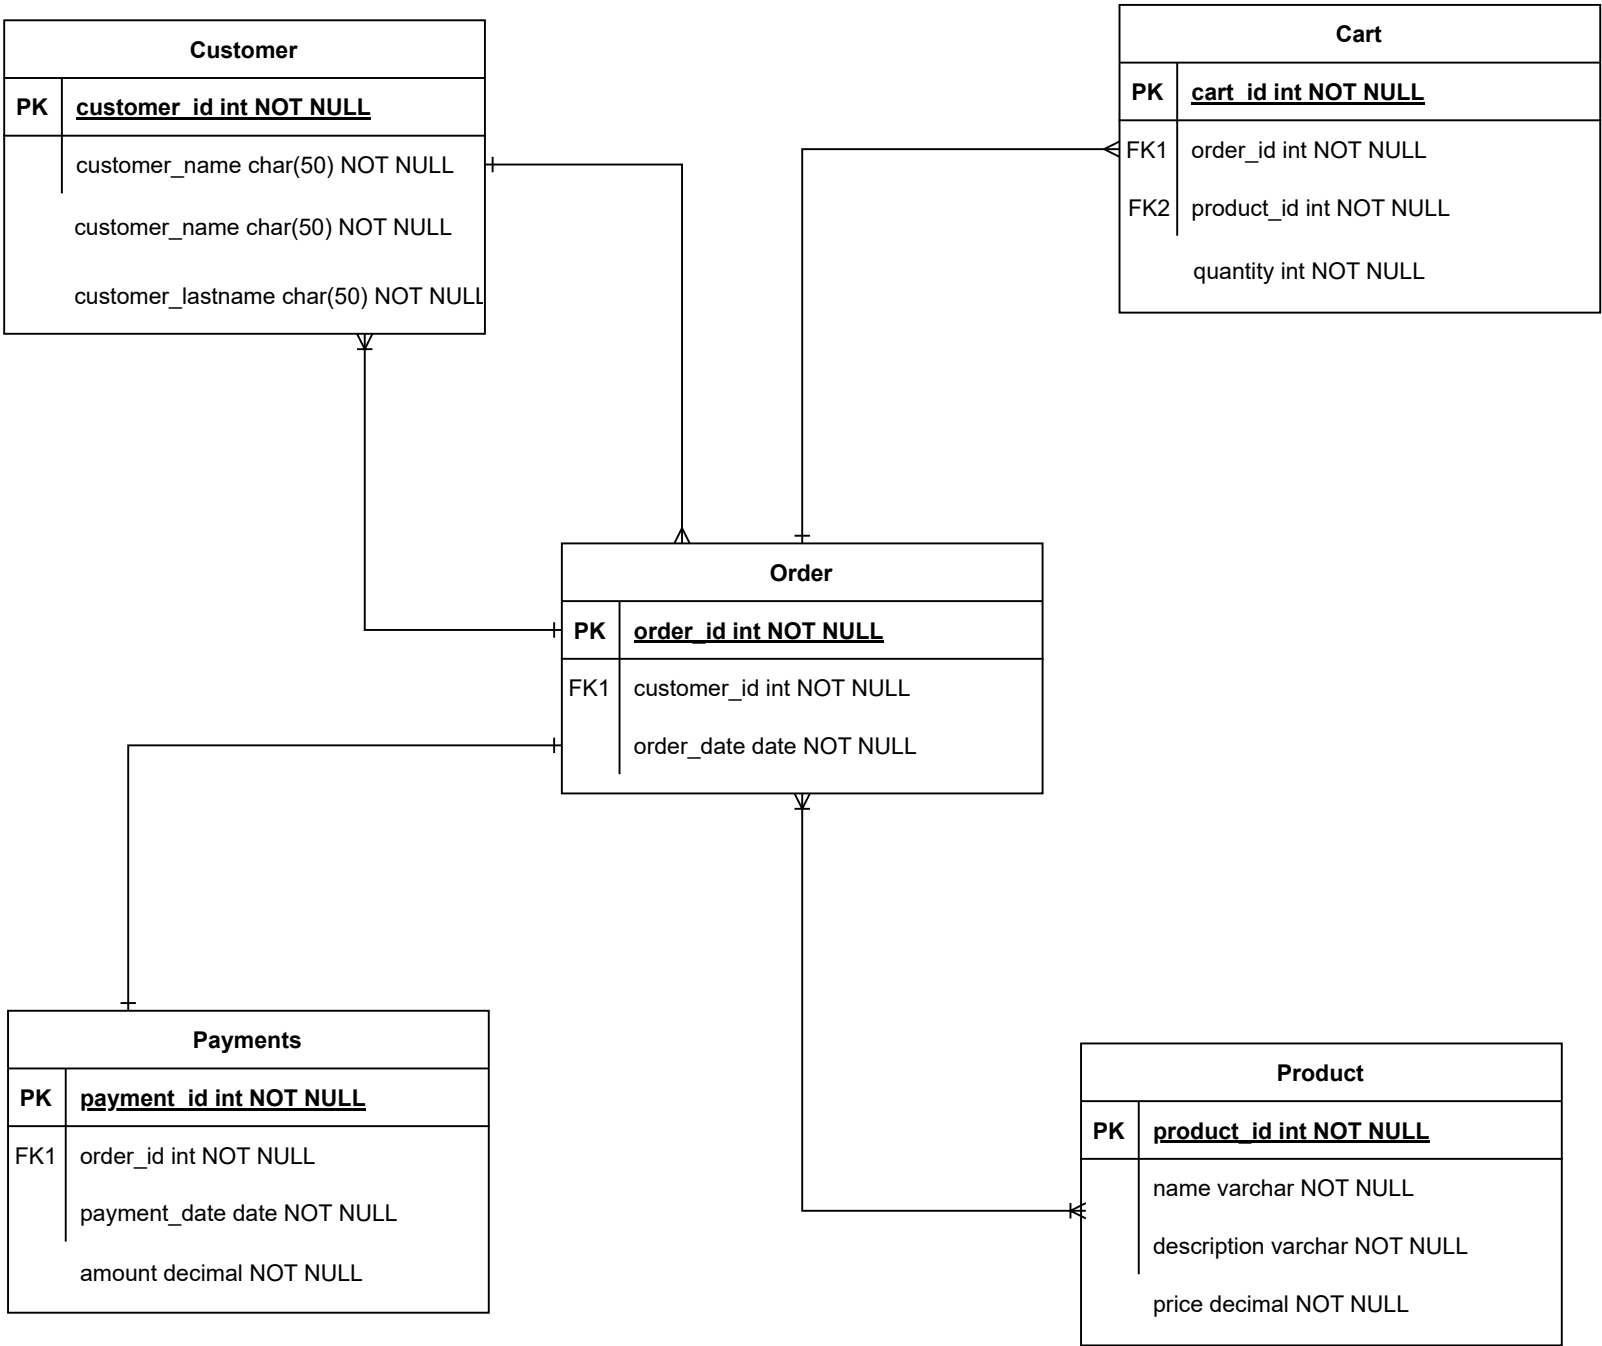 Customer
PK customer_id int NOT NULL
customer_name char(50) NOT NULL
customer_name char(50) NOT NULL
customer_lastname char(50) NOT NULL
Cart
PK cart_id int NOT NULL
FK1 order_id int NOT NULL
FK2 product_id int NOT NULL
quantity int NOT NULL
Order
PK order_id int NOT NULL
FK1 customer_id int NOT NULL
order_date date NOT NULL
Payments
PK payment_id int NOT NULL
FK1 order_id int NOT NULL
payment_date date NOT NULL
amount decimal NOT NULL
Product
PK product_id int NOT NULL
name varchar NOT NULL
description varchar NOT NULL
price decimal NOT NULL